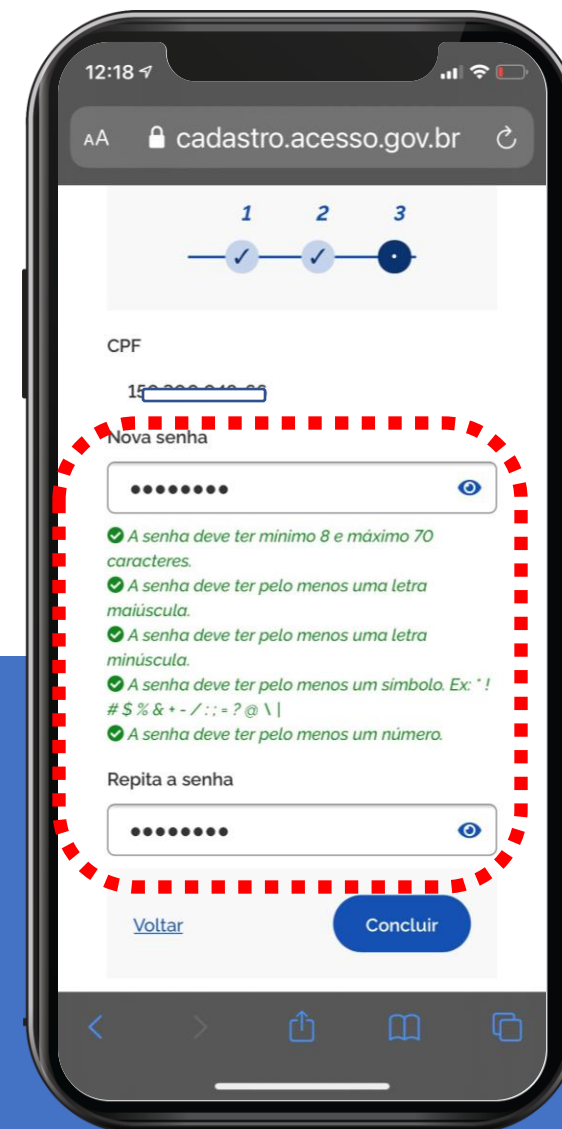 12:18
AA cadastro.acesso.gov.br
1 2 3
CPF
Nova senha
••••••••
A senha deve ter mínimo 8 e máximo 70
caracteres.
A senha deve ter pelo menos uma letra
maiúscula.
A senha deve ter pelo menos uma letra
minúscula.
A senha deve ter pelo menos um símbolo. Ex: * !
# $ % & + - / : ; = ? @ \ |
A senha deve ter pelo menos um número.
Repita a senha
••••••••
Voltar Concluir